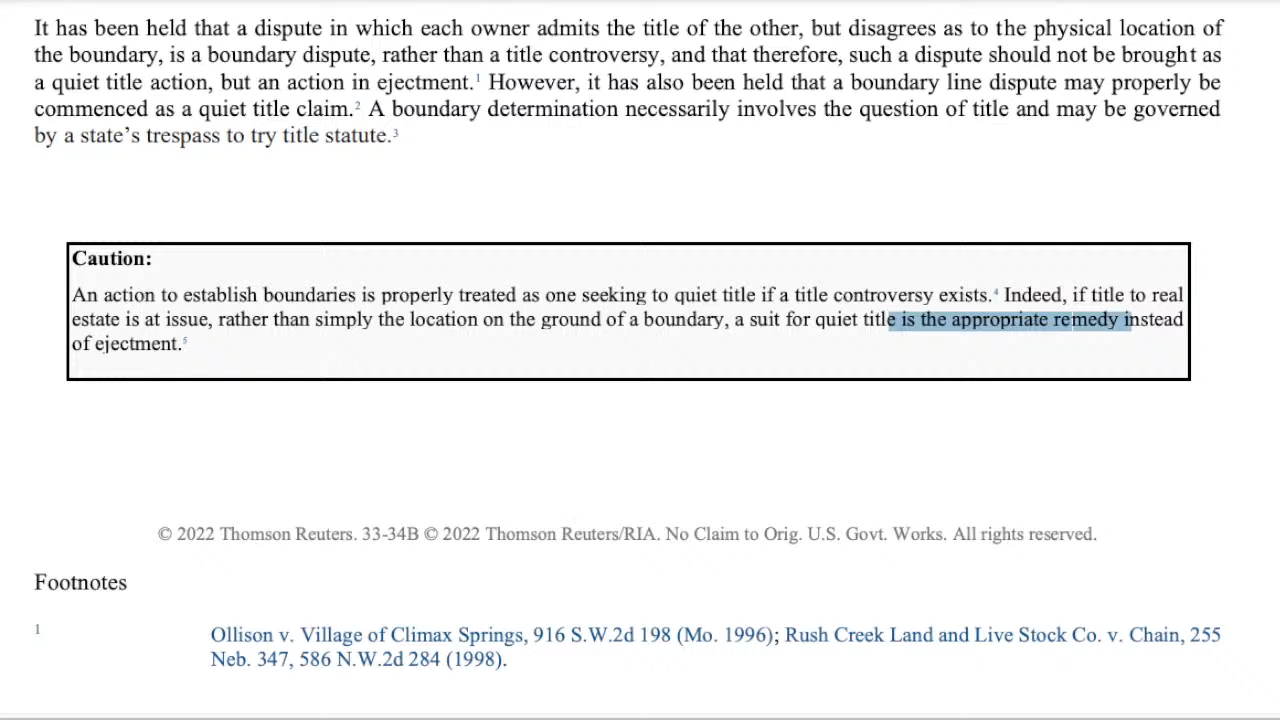 It has been held that a dispute in which each owner admits the title of the other, but disagrees as to the physical location of
the boundary, is a boundary dispute, rather than a title controversy, and that therefore, such a dispute should not be brought as
a quiet title action, but an action in ejectment.¹ However, it has also been held that a boundary line dispute may properly be
commenced as a quiet title claim.² A boundary determination necessarily involves the question of title and may be governed
by a state’s trespass to try title statute.³
Caution:
An action to establish boundaries is properly treated as one seeking to quiet title if a title controversy exists.⁴ Indeed, if title to real
estate is at issue, rather than simply the location on the ground of a boundary, a suit for quiet title is the appropriate remedy instead
of ejectment.⁵
© 2022 Thomson Reuters. 33-34B © 2022 Thomson Reuters/RIA. No Claim to Orig. U.S. Govt. Works. All rights reserved.
Footnotes
1
Ollison v. Village of Climax Springs, 916 S.W.2d 198 (Mo. 1996); Rush Creek Land and Live Stock Co. v. Chain, 255
Neb. 347, 586 N.W.2d 284 (1998).